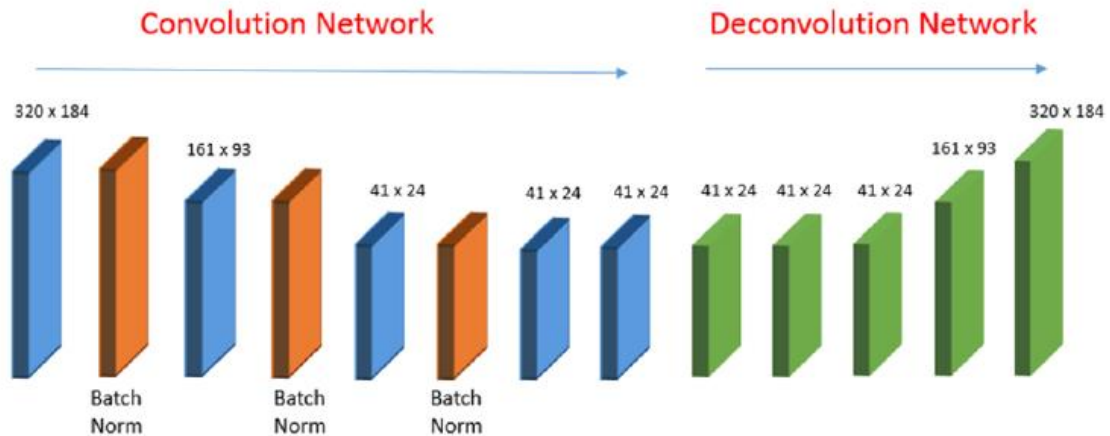 Convolution Network
Deconvolution Network
320 x 184
161 x 93
41 x 24
41 x 24
41 x 24
41 x 24
41 x 24
41 x 24
161 x 93
320 x 184
Batch
Norm
Batch
Norm
Batch
Norm